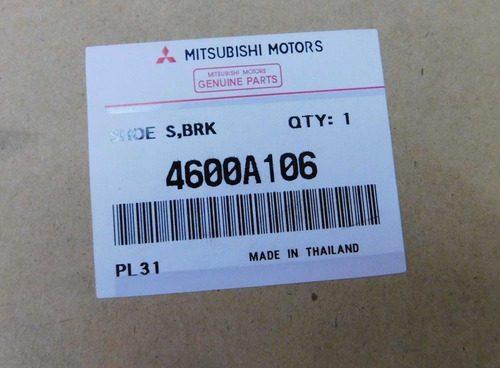 MITSUBISHI MOTORS
MITSUBISHI MOTORS
GENUINE PARTS
SHOE S,BRK QTY: 1
4600A106
PL31 MADE IN THAILAND